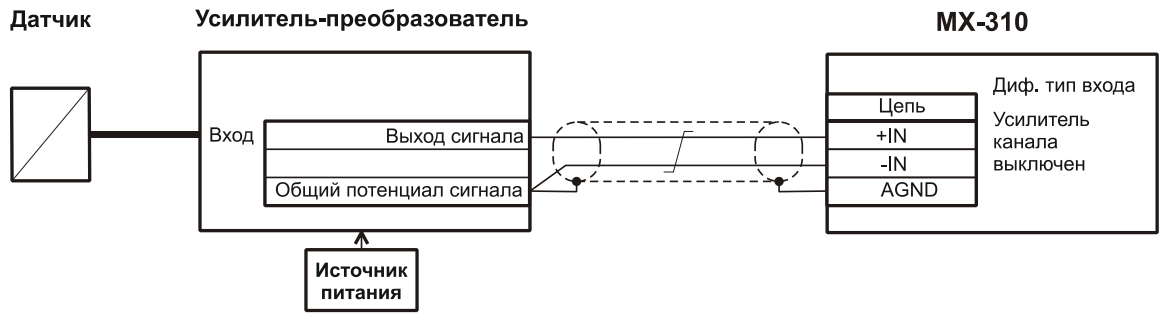 Датчик
Усилитель-преобразователь
МХ-310
Вход
Выход сигнала
Общий потенциал сигнала
Источник
питания
Цепь
+IN
-IN
AGND
Диф. тип входа
Усилитель
канала
выключен